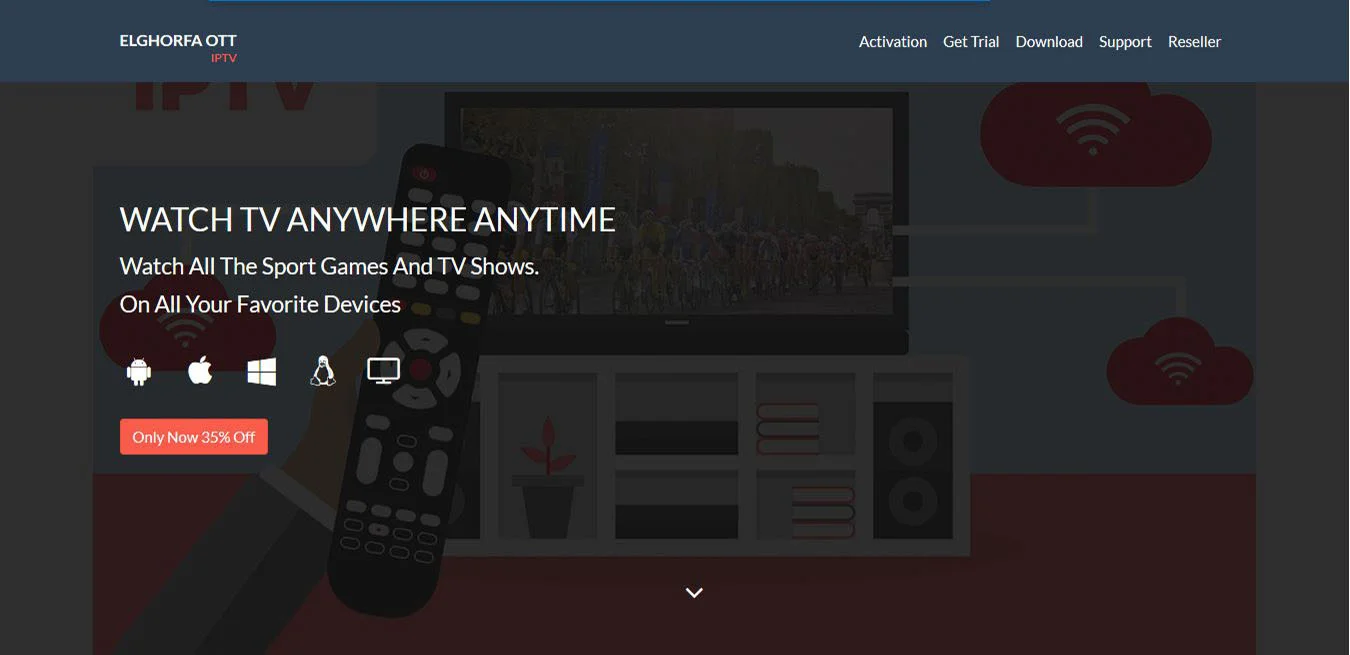 ELGHORFA OTT
IPTV
Activation Get Trial Download Support Reseller
IPTV
WATCH TV ANYWHERE ANYTIME
Watch All The Sport Games And TV Shows.
On All Your Favorite Devices
Only Now 35% Off